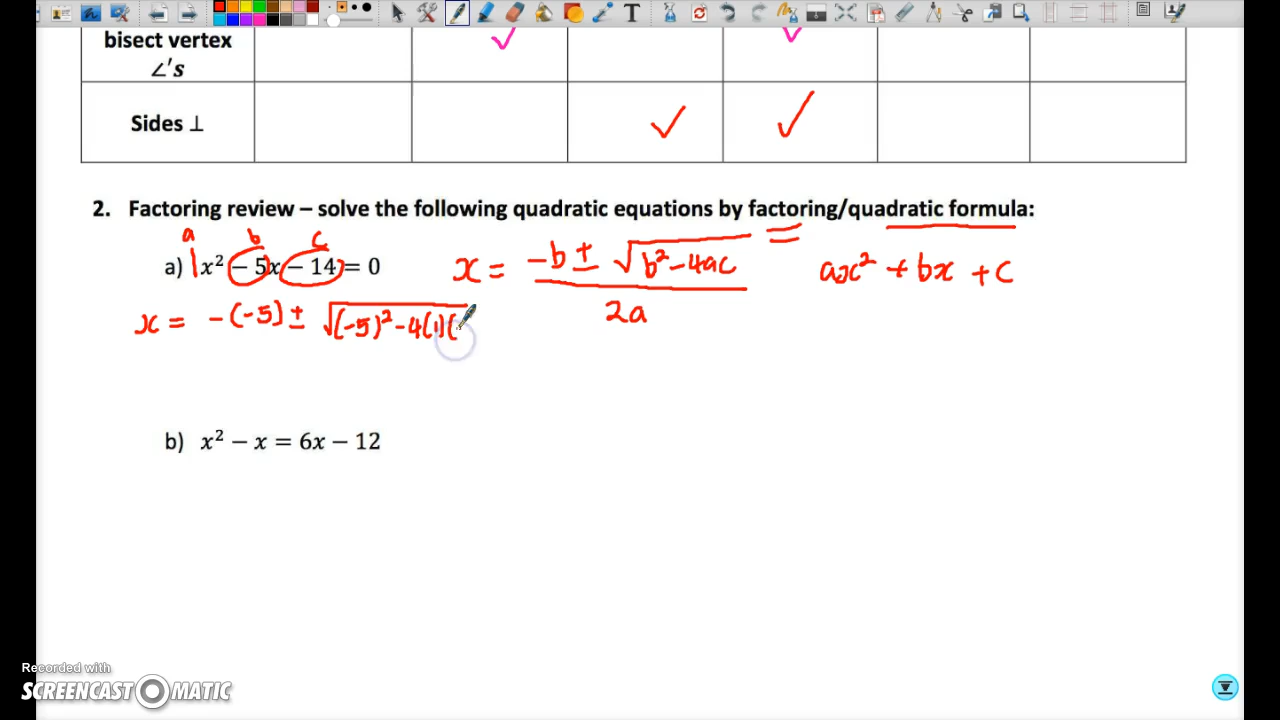 bisect vertex
∠'s
Sides ⊥
2. Factoring review – solve the following quadratic equations by factoring/quadratic formula:
a b c
a) 1x² − 5x − 14 = 0
x = -b ± √b² - 4ac
2a
ax² + bx + c
x = -(-5) ± √(-5)² - 4(1)(
b) x² − x = 6x − 12
Recorded with
SCREENCAST O MATIC